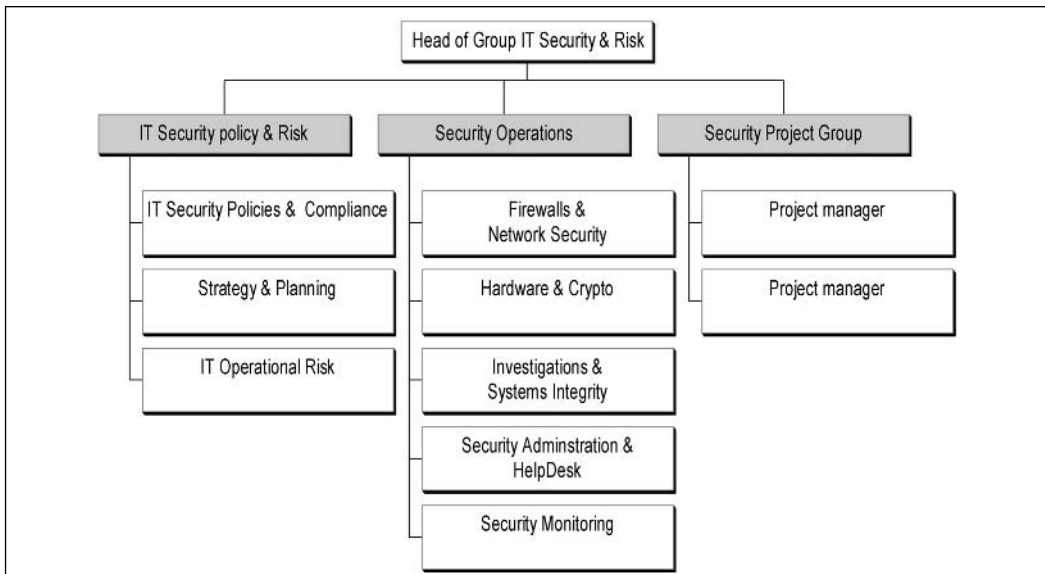 Head of Group IT Security & Risk
IT Security policy & Risk
Security Operations
Security Project Group
IT Security Policies & Compliance
Strategy & Planning
IT Operational Risk
Firewalls &
Network Security
Hardware & Crypto
Investigations &
Systems Integrity
Security Adminstration &
HelpDesk
Security Monitoring
Project manager
Project manager